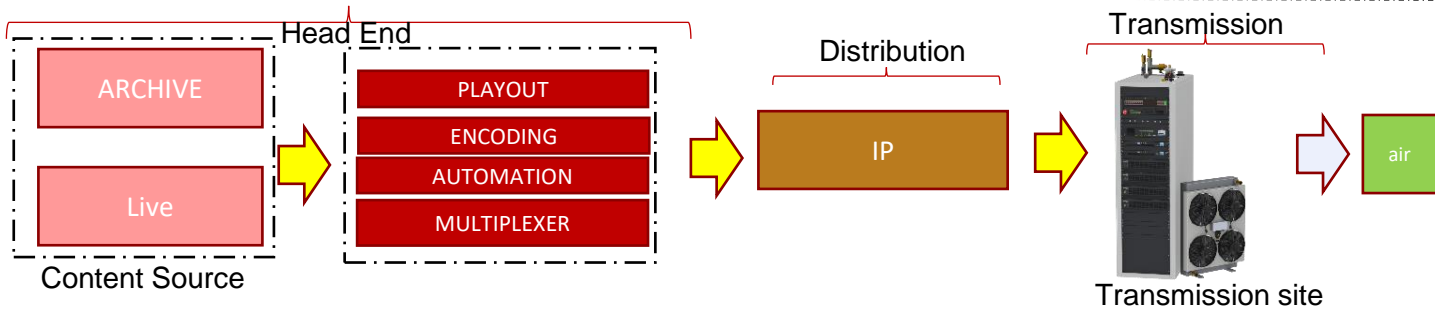 Head End
ARCHIVE
Live
Content Source
PLAYOUT
ENCODING
AUTOMATION
MULTIPLEXER
Distribution
IP
Transmission
Transmission site
air